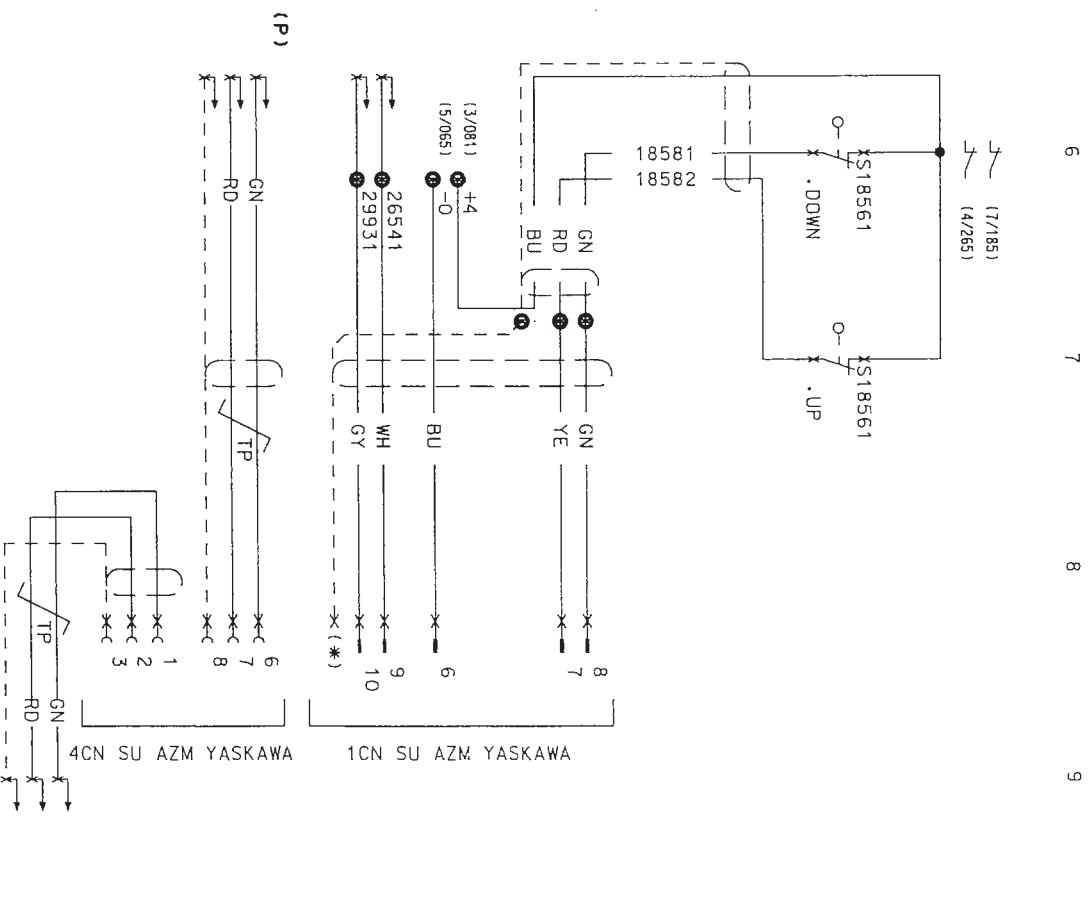 (P)
6
7
8
9
(3/081)
(5/065)
18581
18582
S18561
.DOWN
(7/185)
(4/265)
S18561
.UP
GN
RD
26541
29931
+4
-0
BU
RD
GN
TP
GY
WH
BU
YE
GN
TP
3
2
1
8
7
6
(*)
10
9
6
7
8
RD
GN
4CN SU AZM YASKAWA
1CN SU AZM YASKAWA